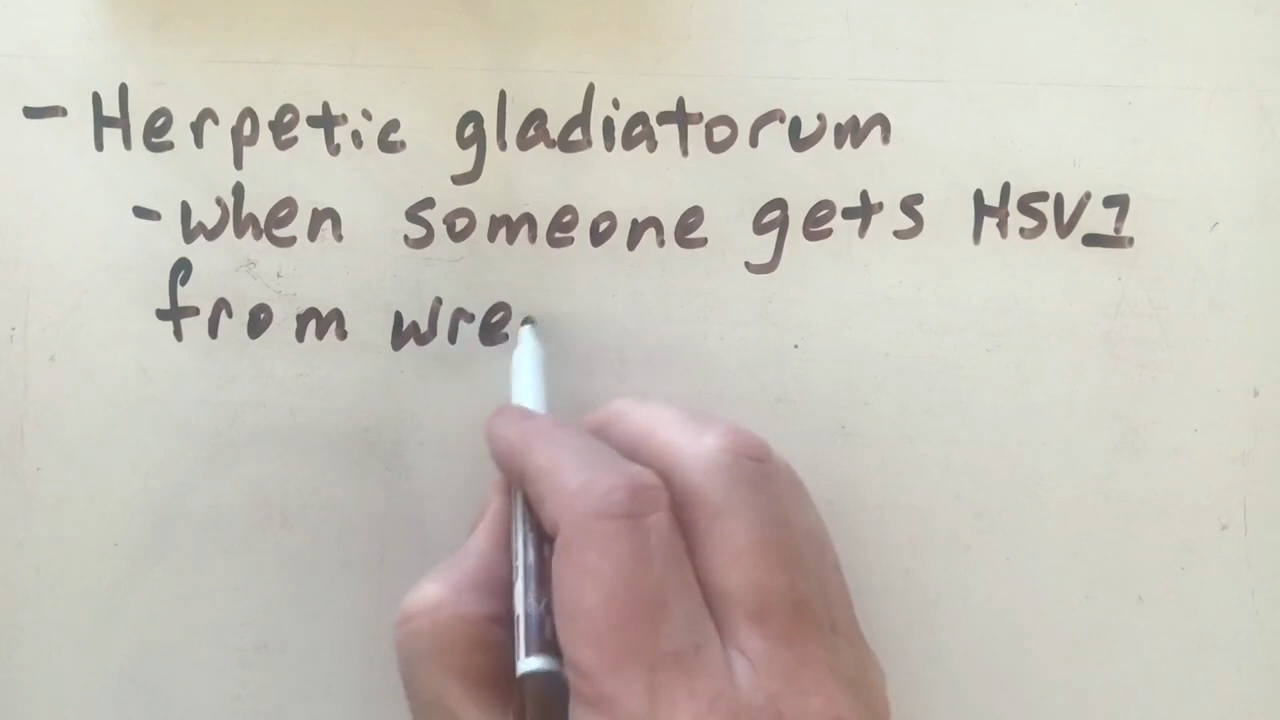 - Herpetic gladiatorum
- when someone gets HSV1
from wre